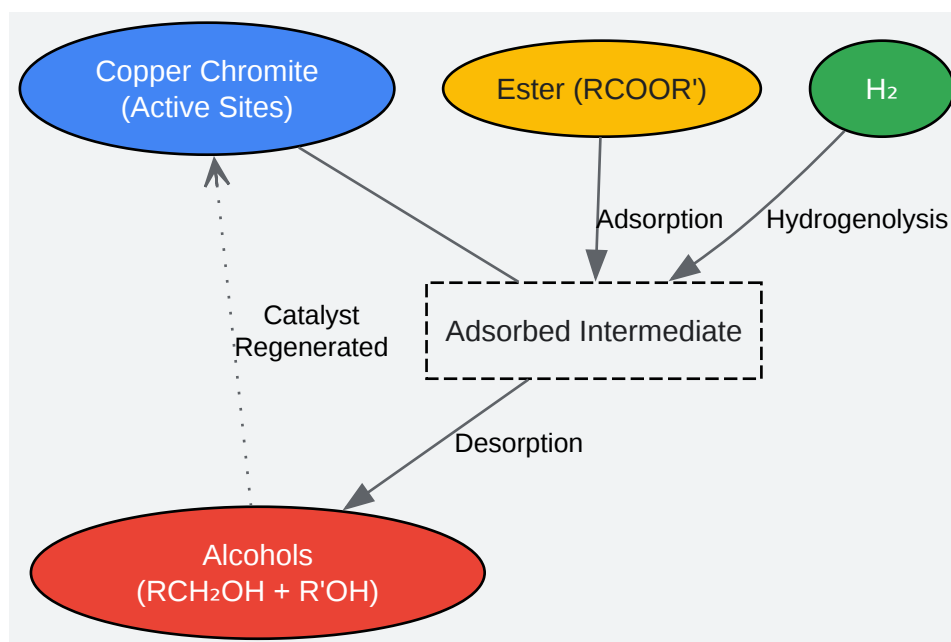 Copper Chromite
(Active Sites)
Ester (RCOOR')
H₂
Adsorption
Hydrogenolysis
Catalyst
Regenerated
Adsorbed Intermediate
Desorption
Alcohols
(RCH₂OH + R'OH)